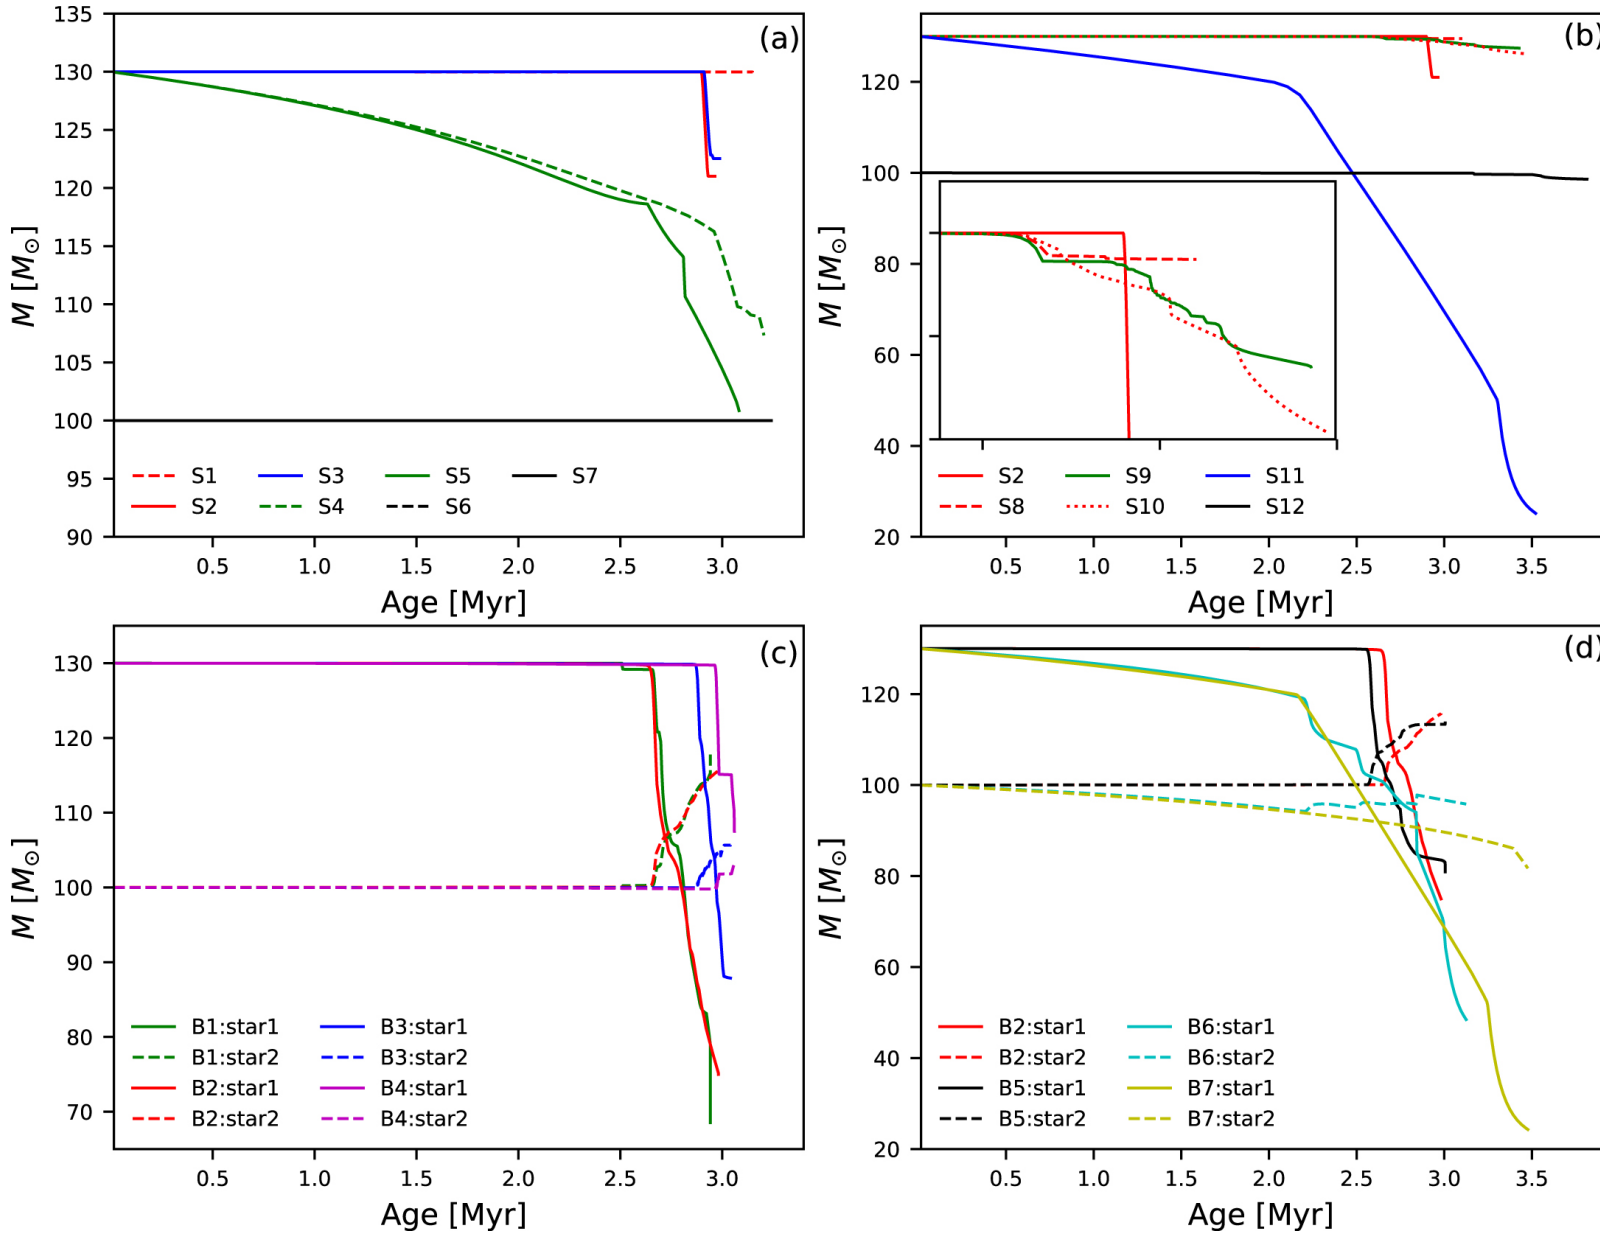 (a)
135
130
125
120
115
110
105
100
95
90
M [M⊙]
S1 S3 S5 S7
S2 S4 S6
0.5 1.0 1.5 2.0 2.5 3.0
Age [Myr]
(b)
120
100
80
60
40
20
M [M⊙]
S2 S9 S11
S8 S10 S12
0.5 1.0 1.5 2.0 2.5 3.0 3.5
Age [Myr]
(c)
130
120
110
100
90
80
70
M [M⊙]
B1:star1 B3:star1
B1:star2 B3:star2
B2:star1 B4:star1
B2:star2 B4:star2
0.5 1.0 1.5 2.0 2.5 3.0
Age [Myr]
(d)
120
100
80
60
40
20
M [M⊙]
B2:star1 B6:star1
B2:star2 B6:star2
B5:star1 B7:star1
B5:star2 B7:star2
0.5 1.0 1.5 2.0 2.5 3.0 3.5
Age [Myr]